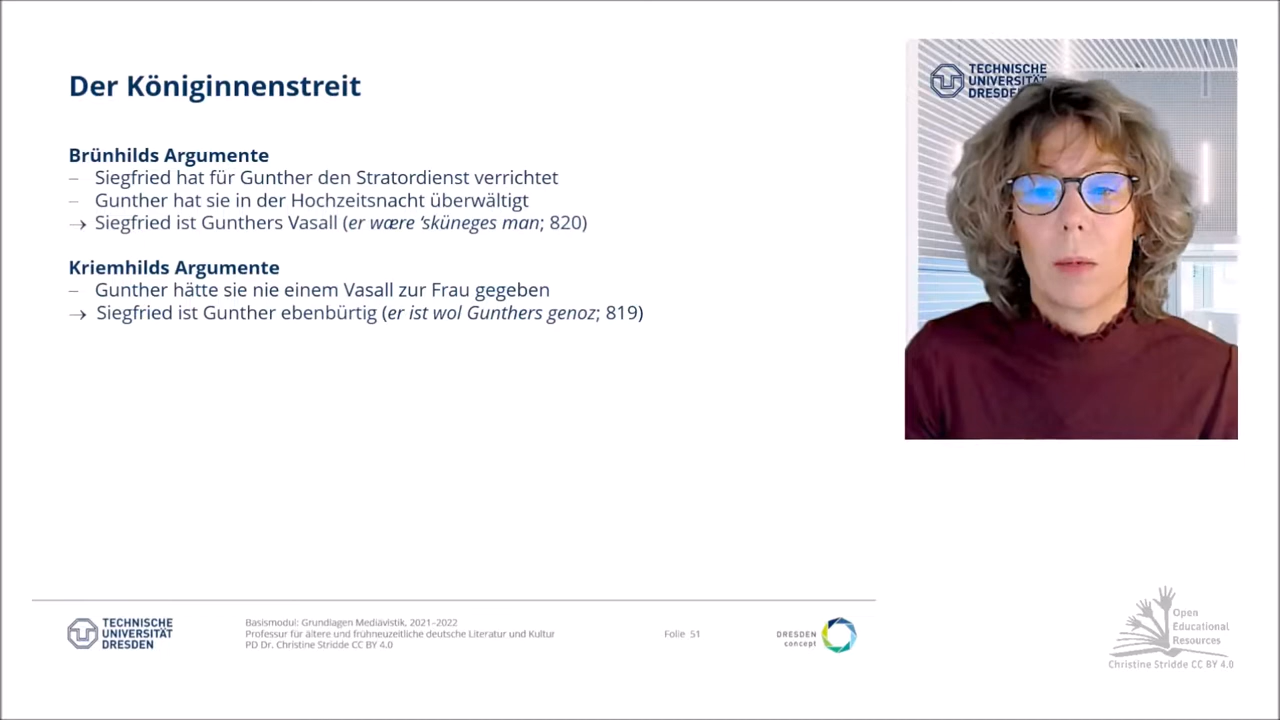 Der Königinnenstreit
Brünhilds Argumente
– Siegfried hat für Gunther den Stratordienst verrichtet
– Gunther hat sie in der Hochzeitsnacht überwältigt
→ Siegfried ist Gunthers Vasall (er wære ‘sküneges man; 820)
Kriemhilds Argumente
– Gunther hätte sie nie einem Vasall zur Frau gegeben
→ Siegfried ist Gunther ebenbürtig (er ist wol Gunthers genoz; 819)
TECHNISCHE
UNIVERSITÄT
DRESDEN
TECHNISCHE
UNIVERSITÄT
DRESDEN
Basismodul: Grundlagen Mediävistik, 2021–2022
Professur für ältere und frühneuzeitliche deutsche Literatur und Kultur
PD Dr. Christine Stridde CC BY 4.0
Folie 51
DRESDEN
concept
Open
Educational
Resources
Christine Stridde CC BY 4.0